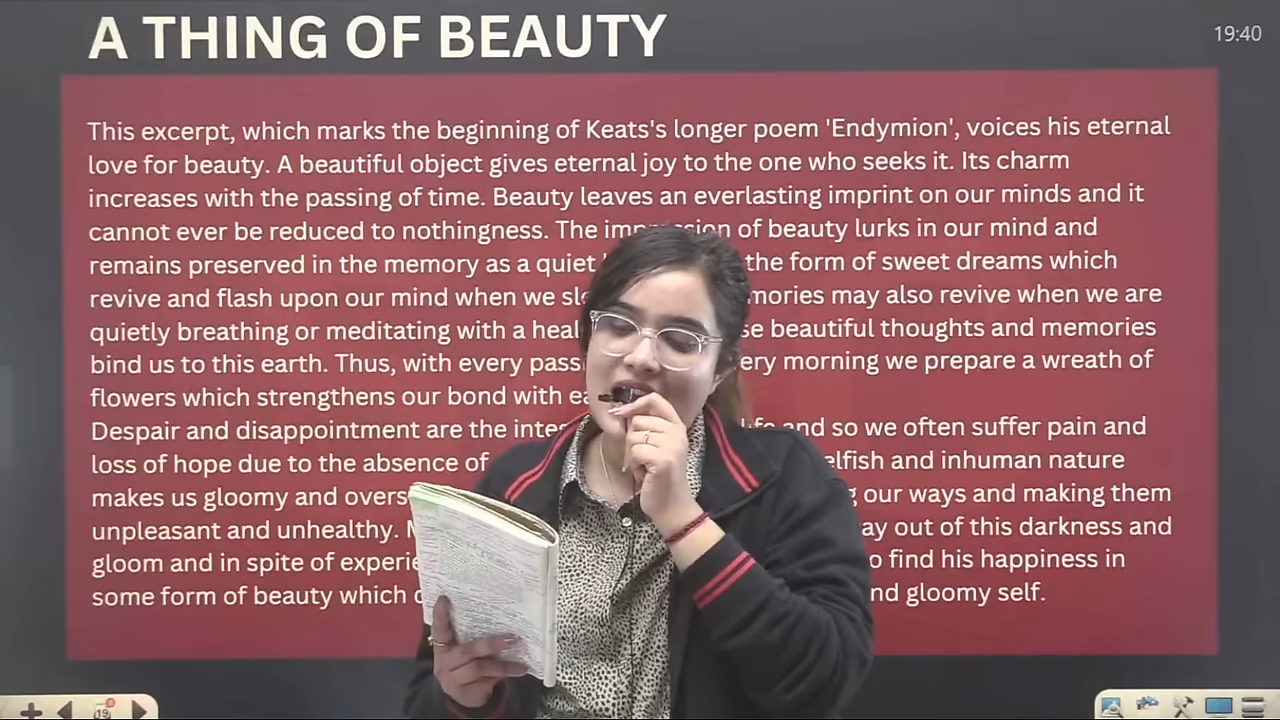 A THING OF BEAUTY
19:40
This excerpt, which marks the beginning of Keats's longer poem 'Endymion', voices his eternal
love for beauty. A beautiful object gives eternal joy to the one who seeks it. Its charm
increases with the passing of time. Beauty leaves an everlasting imprint on our minds and it
cannot ever be reduced to nothingness. The impression of beauty lurks in our mind and
remains preserved in the memory as a quiet the form of sweet dreams which
revive and flash upon our mind when we may also revive when we are
quietly breathing or meditating with a beautiful thoughts and memories
bind us to this earth. Thus, with every morning we prepare a wreath of
flowers which strengthens our bond with
Despair and disappointment are the and so we often suffer pain and
loss of hope due to the absence of and inhuman nature
makes us gloomy and our ways and making them
unpleasant and unhealthy. out of this darkness and
gloom and in spite of find his happiness in
some form of beauty which gloomy self.
19